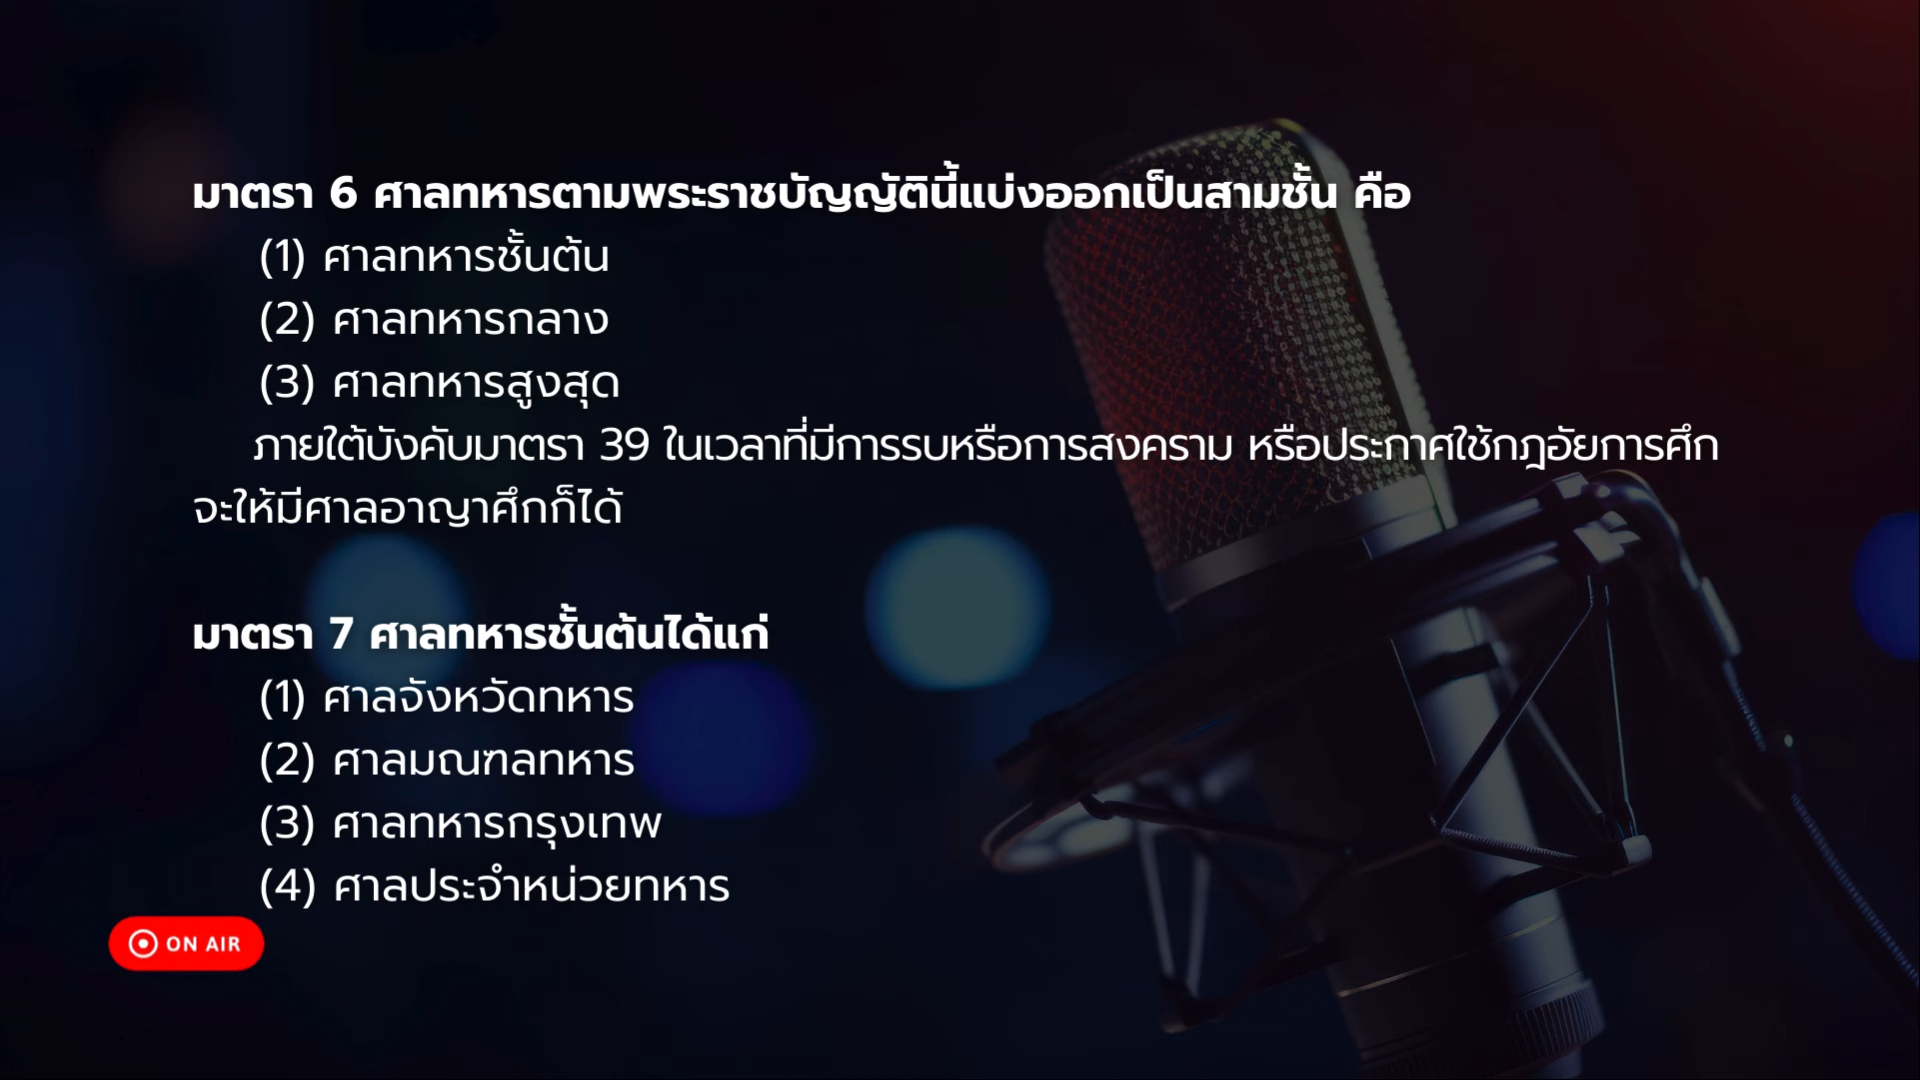 มาตรา 6 ศาลทหารตามพระราชบัญญัตินี้แบ่งออกเป็นสามชั้น คือ
(1) ศาลทหารชั้นต้น
(2) ศาลทหารกลาง
(3) ศาลทหารสูงสุด
ภายใต้บังคับมาตรา 39 ในเวลาที่มีการรบหรือการสงคราม หรือประกาศใช้กฎอัยการศึก
จะให้มีศาลอาญาศึกก็ได้
มาตรา 7 ศาลทหารชั้นต้นได้แก่
(1) ศาลจังหวัดทหาร
(2) ศาลมณฑลทหาร
(3) ศาลทหารกรุงเทพ
(4) ศาลประจำหน่วยทหาร
ON AIR